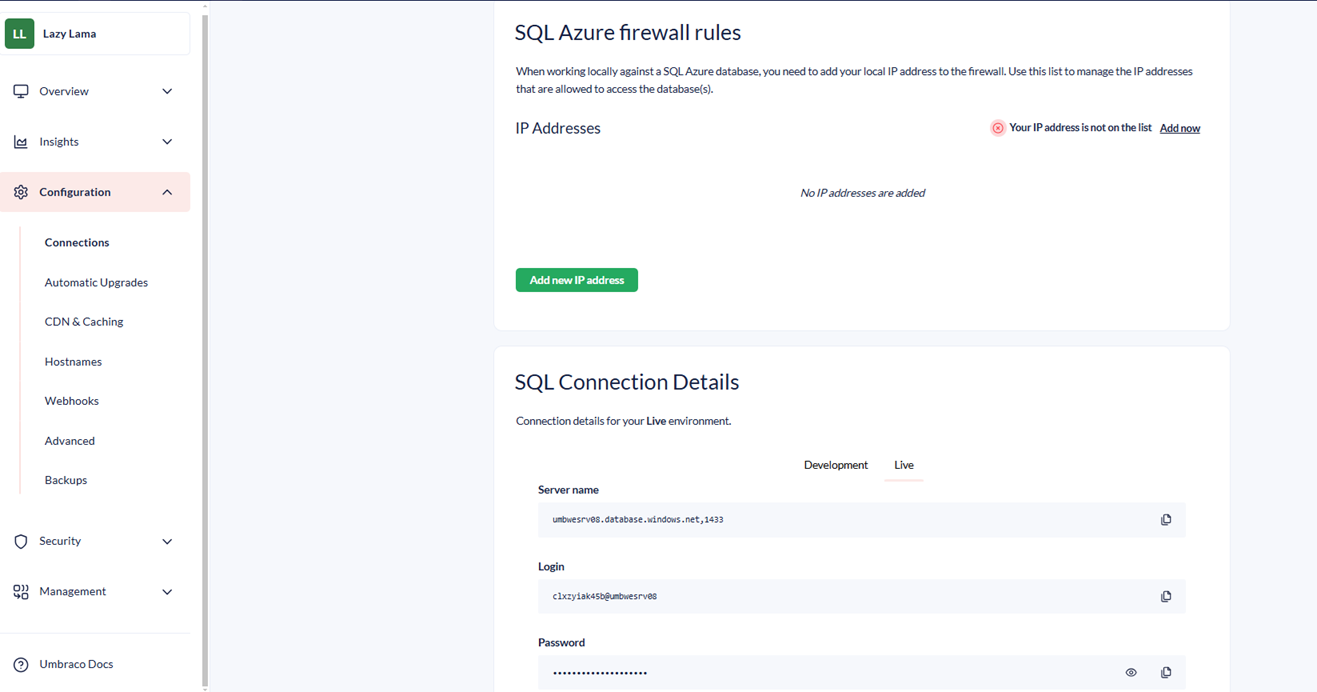 LL Lazy Lama
Overview
Insights
Configuration
Connections
Automatic Upgrades
CDN & Caching
Hostnames
Webhooks
Advanced
Backups
Security
Management
Umbraco Docs
SQL Azure firewall rules
When working locally against a SQL Azure database, you need to add your local IP address to the firewall. Use this list to manage the IP addresses
that are allowed to access the database(s).
IP Addresses
Your IP address is not on the list Add now
No IP addresses are added
Add new IP address
SQL Connection Details
Connection details for your Live environment.
Development Live
Server name
umbwesrv08.database.windows.net,1433
Login
clxzyiak45b@umbwesrv08
Password
••••••••••••••••••••